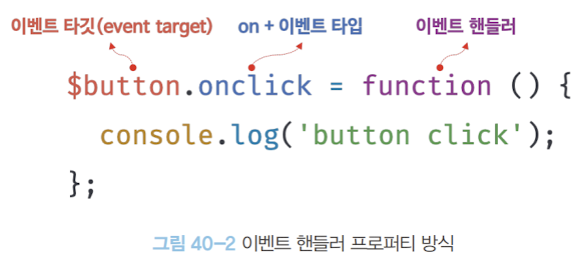 이벤트 타깃(event target) on + 이벤트 타입 이벤트 핸들러
$button.onclick = function () {
console.log('button click');
};
그림 40-2 이벤트 핸들러 프로퍼티 방식